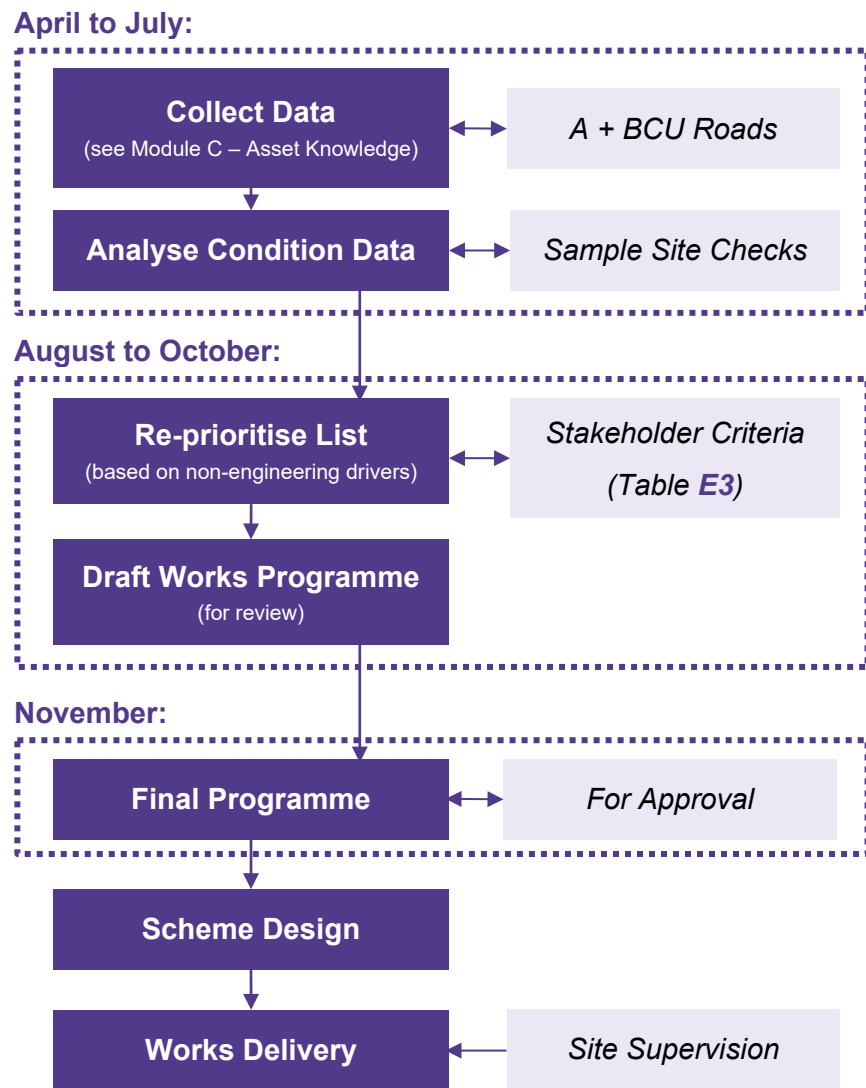 April to July:
Collect Data
(see Module C – Asset Knowledge)
A + BCU Roads
Analyse Condition Data
Sample Site Checks
August to October:
Re-prioritise List
(based on non-engineering drivers)
Stakeholder Criteria
(Table E3)
Draft Works Programme
(for review)
November:
Final Programme
For Approval
Scheme Design
Works Delivery
Site Supervision